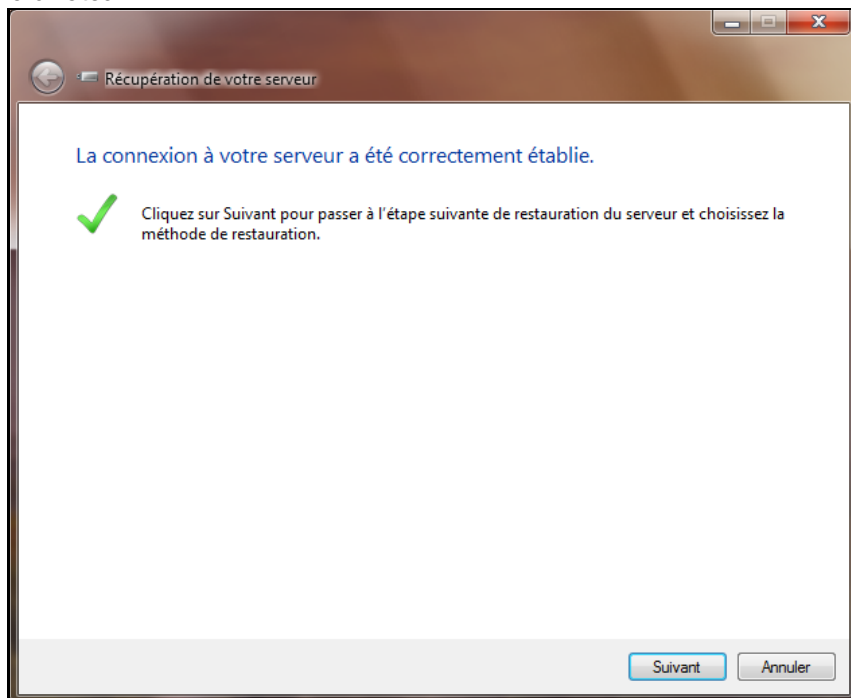 Récupération de votre serveur
La connexion à votre serveur a été correctement établie.
Cliquez sur Suivant pour passer à l'étape suivante de restauration du serveur et choisissez la
méthode de restauration.
Suivant Annuler